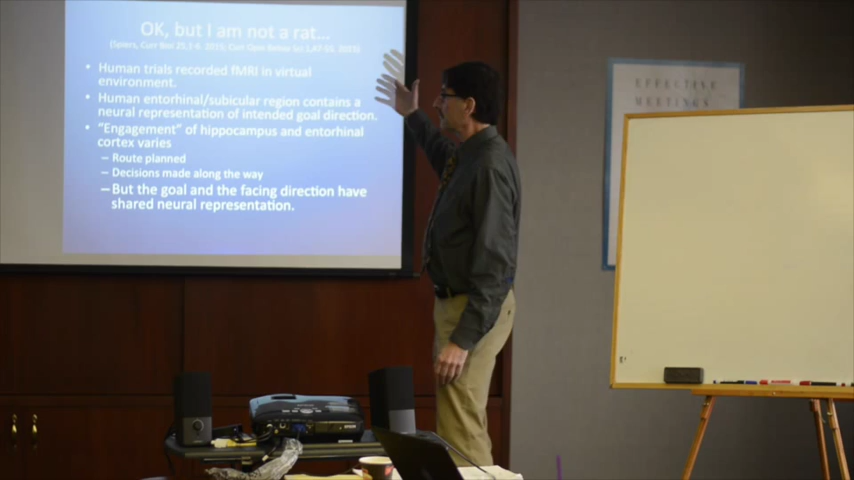 OK, but I am not a rat…
• Human trials recorded fMRI in virtual
environment.
• Human entorhinal/subicular region contains a
neural representation of intended goal direction.
• "Engagement" of hippocampus and entorhinal
cortex varies
– Route planned
– Decisions made along the way
– But the goal and the facing direction have
shared neural representation.
EFFECTIVE
MEETINGS
EPSON